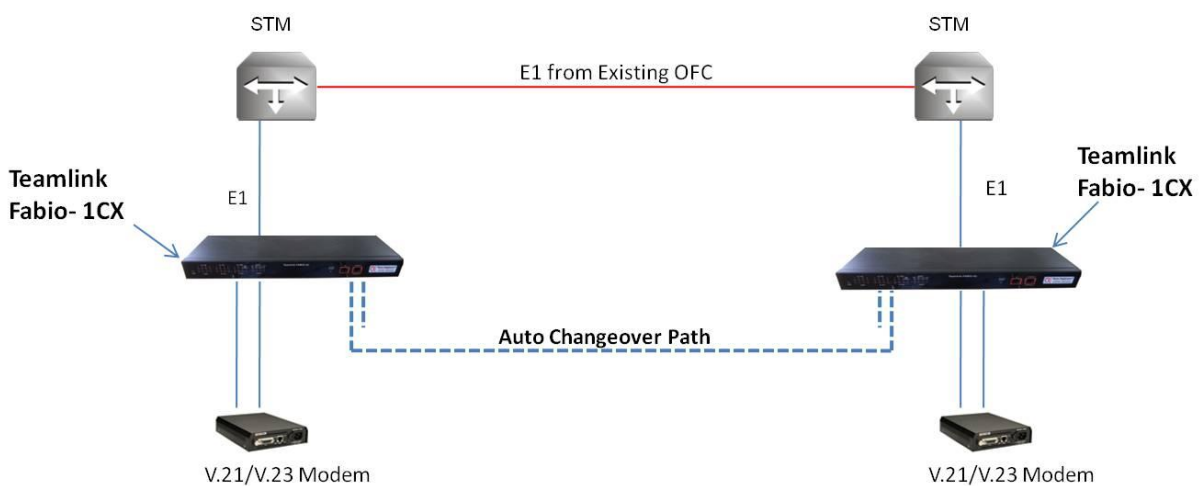 STM
STM
E1 from Existing OFC
Teamlink
Fabio- 1CX
E1
Teamlink
Fabio- 1CX
E1
Auto Changeover Path
V.21/V.23 Modem
V.21/V.23 Modem